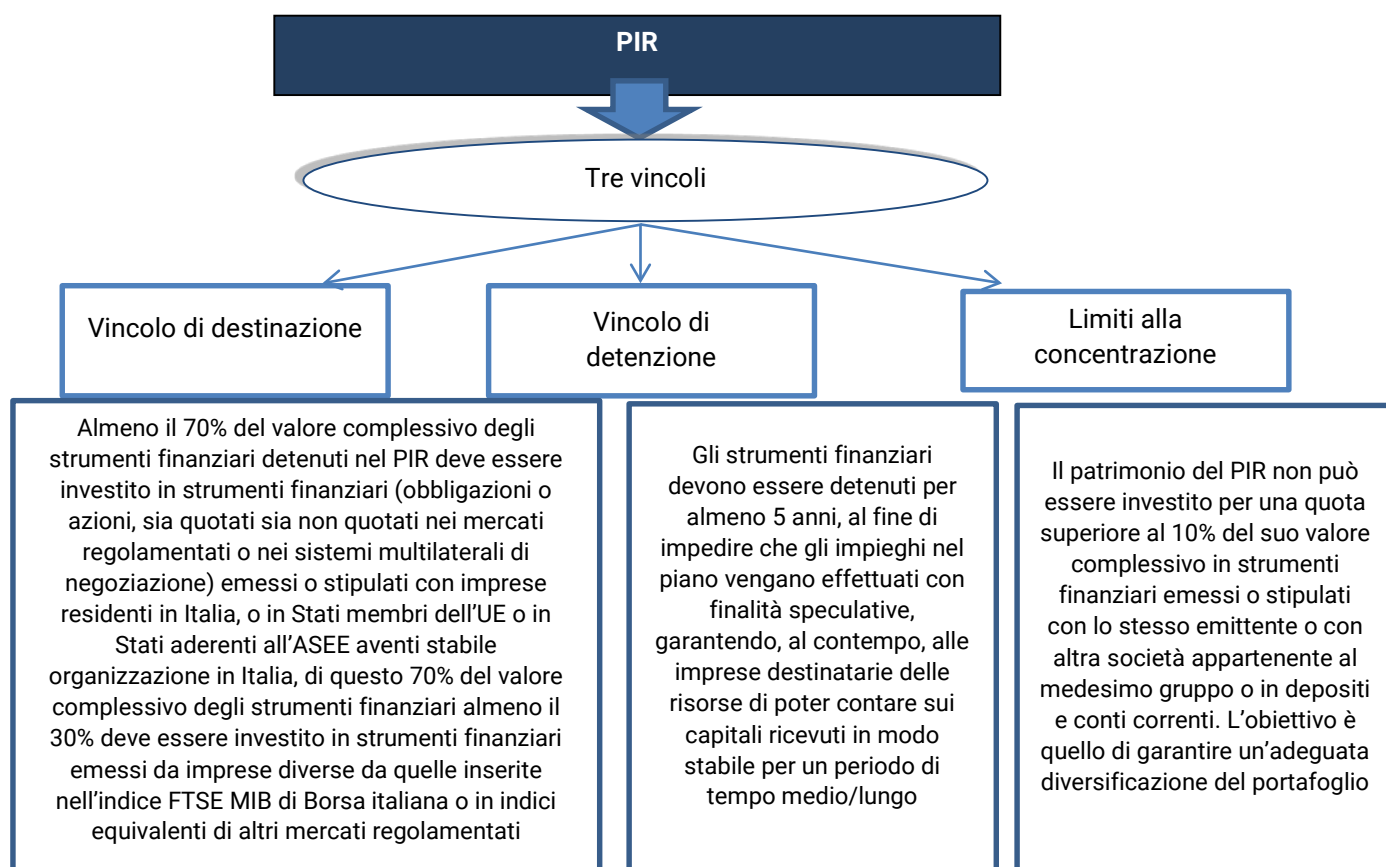 PIR
Tre vincoli
Vincolo di destinazione
Almeno il 70% del valore complessivo degli
strumenti finanziari detenuti nel PIR deve essere
investito in strumenti finanziari (obbligazioni o
azioni, sia quotati sia non quotati nei mercati
regolamentati o nei sistemi multilaterali di
negoziazione) emessi o stipulati con imprese
residenti in Italia, o in Stati membri dell’UE o in
Stati aderenti all’ASEE aventi stabile
organizzazione in Italia, di questo 70% del valore
complessivo degli strumenti finanziari almeno il
30% deve essere investito in strumenti finanziari
emessi da imprese diverse da quelle inserite
nell’indice FTSE MIB di Borsa italiana o in indici
equivalenti di altri mercati regolamentati
Vincolo di
detenzione
Gli strumenti finanziari
devono essere detenuti per
almeno 5 anni, al fine di
impedire che gli impieghi nel
piano vengano effettuati con
finalità speculative,
garantendo, al contempo, alle
imprese destinatarie delle
risorse di poter contare sui
capitali ricevuti in modo
stabile per un periodo di
tempo medio/lungo
Limiti alla
concentrazione
Il patrimonio del PIR non può
essere investito per una quota
superiore al 10% del suo valore
complessivo in strumenti
finanziari emessi o stipulati
con lo stesso emittente o con
altra società appartenente al
medesimo gruppo o in depositi
e conti correnti. L’obiettivo è
quello di garantire un’adeguata
diversificazione del portafoglio